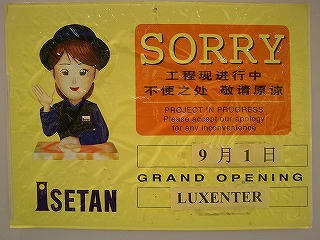 SORRY
工程现进行中
不便之处 敬请原谅
PROJECT IN PROGRESS
Please accept our apology
for any inconvenience
9月1日
GRAND OPENING
ISETAN
LUXENTER